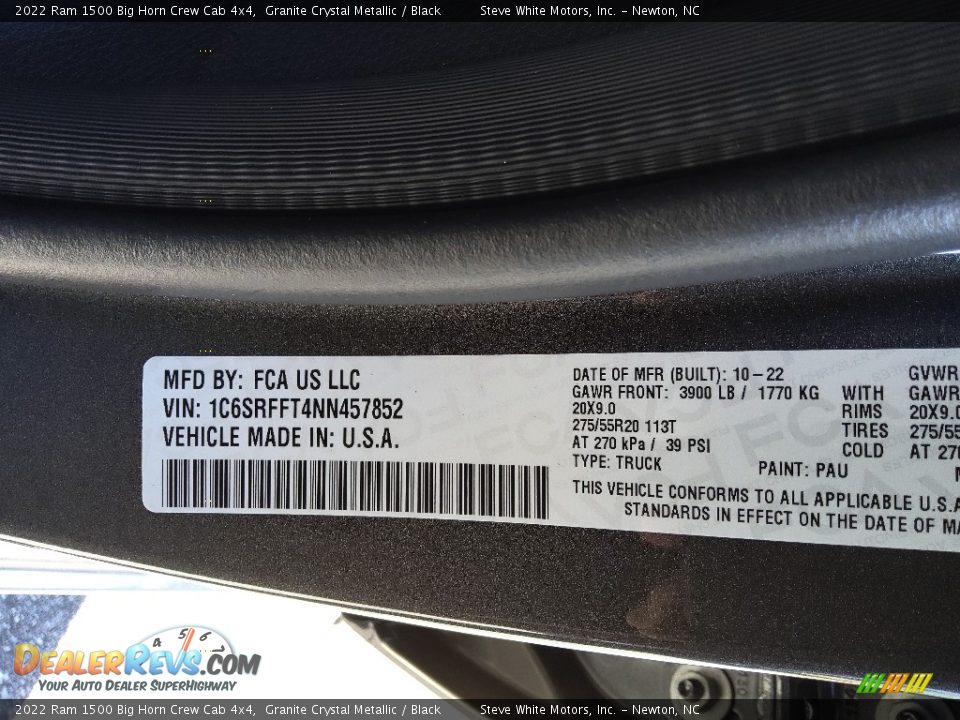 2022 Ram 1500 Big Horn Crew Cab 4x4, Granite Crystal Metallic / Black Steve White Motors, Inc. – Newton, NC
MFD BY: FCA US LLC
VIN: 1C6SRFFT4NN457852
VEHICLE MADE IN: U.S.A.
DATE OF MFR (BUILT): 10–22 GVWR
GAWR FRONT: 3900 LB / 1770 KG WITH GAWR
20X9.0 RIMS 20X9.0
275/55R20 113T TIRES 275/55
AT 270 kPa / 39 PSI COLD AT 270
TYPE: TRUCK PAINT: PAU
THIS VEHICLE CONFORMS TO ALL APPLICABLE U.S.A
STANDARDS IN EFFECT ON THE DATE OF MA
4 5 6
DEALERREVS.COM
YOUR AUTO DEALER SUPERHIGHWAY
2022 Ram 1500 Big Horn Crew Cab 4x4, Granite Crystal Metallic / Black Steve White Motors, Inc. – Newton, NC